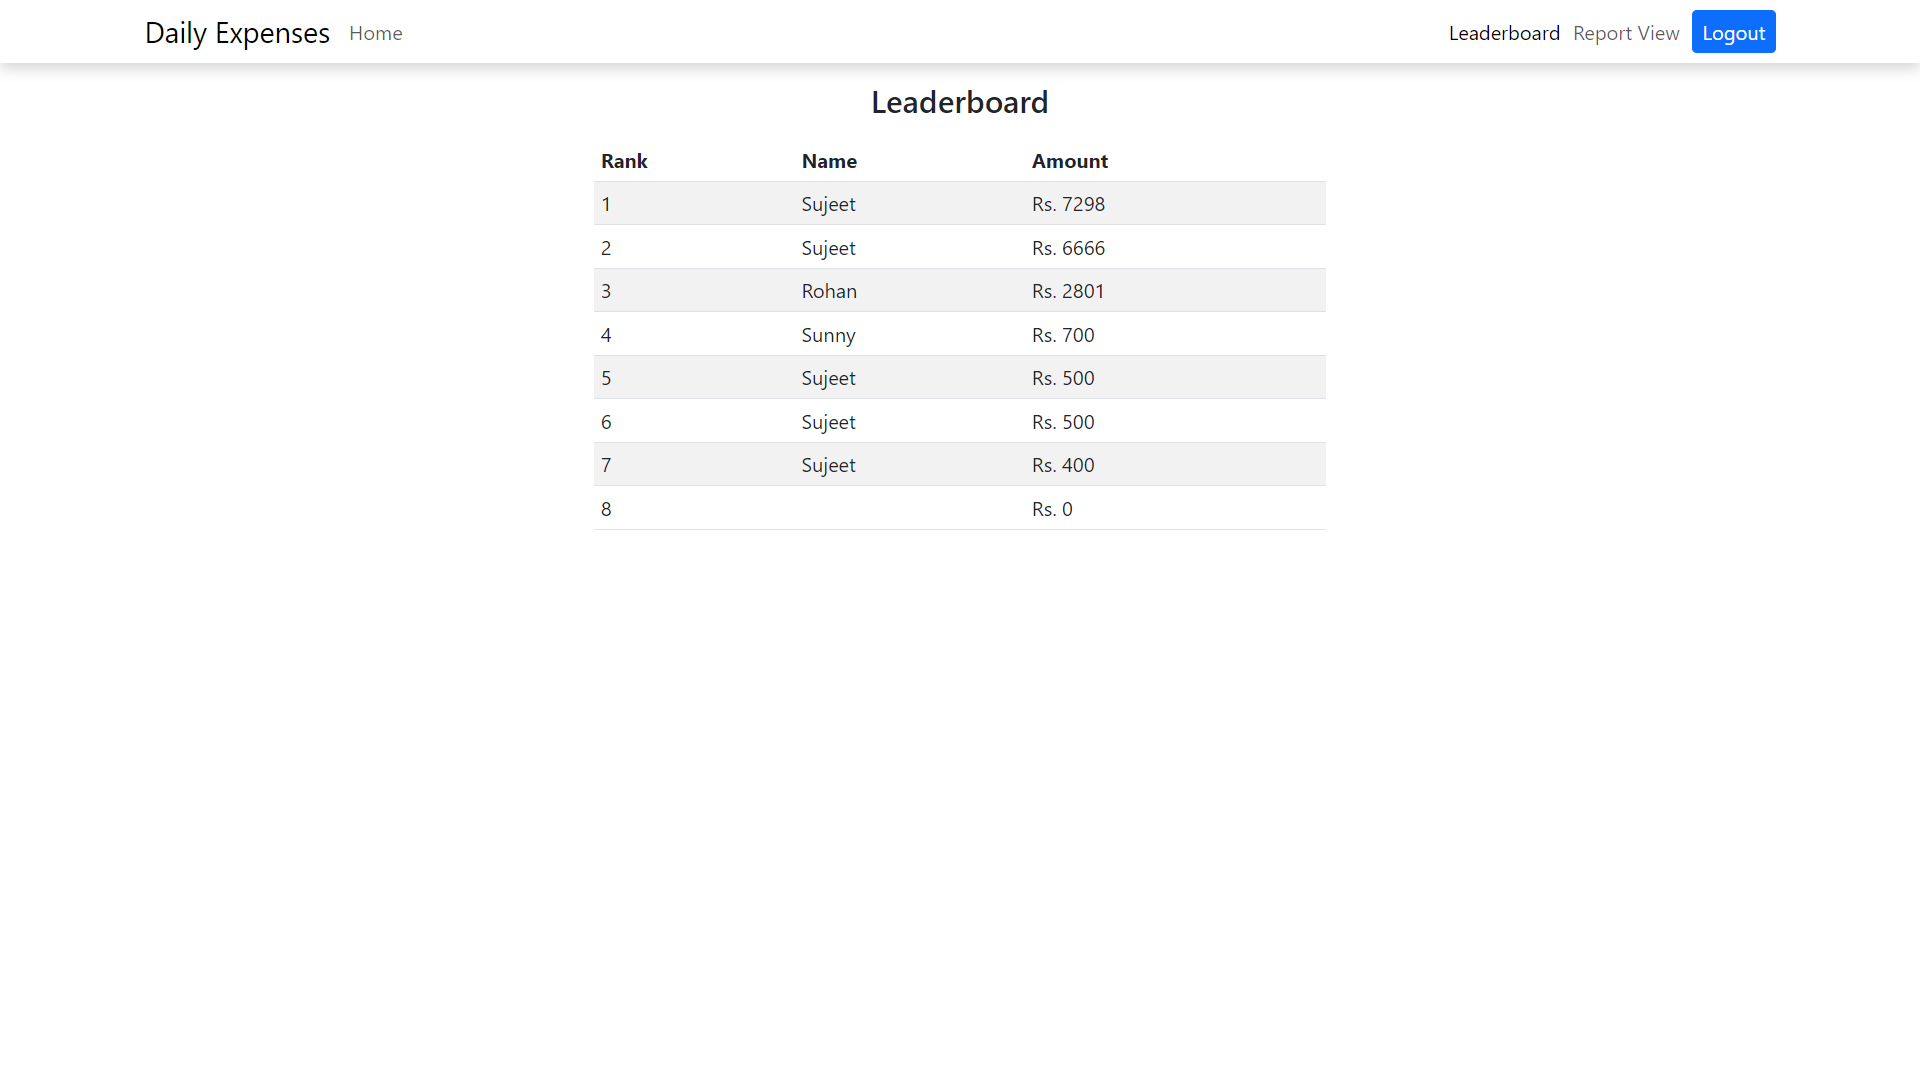 Daily Expenses Home Leaderboard Report View Logout
Leaderboard
Rank Name Amount
1 Sujeet Rs. 7298
2 Sujeet Rs. 6666
3 Rohan Rs. 2801
4 Sunny Rs. 700
5 Sujeet Rs. 500
6 Sujeet Rs. 500
7 Sujeet Rs. 400
8 Rs. 0